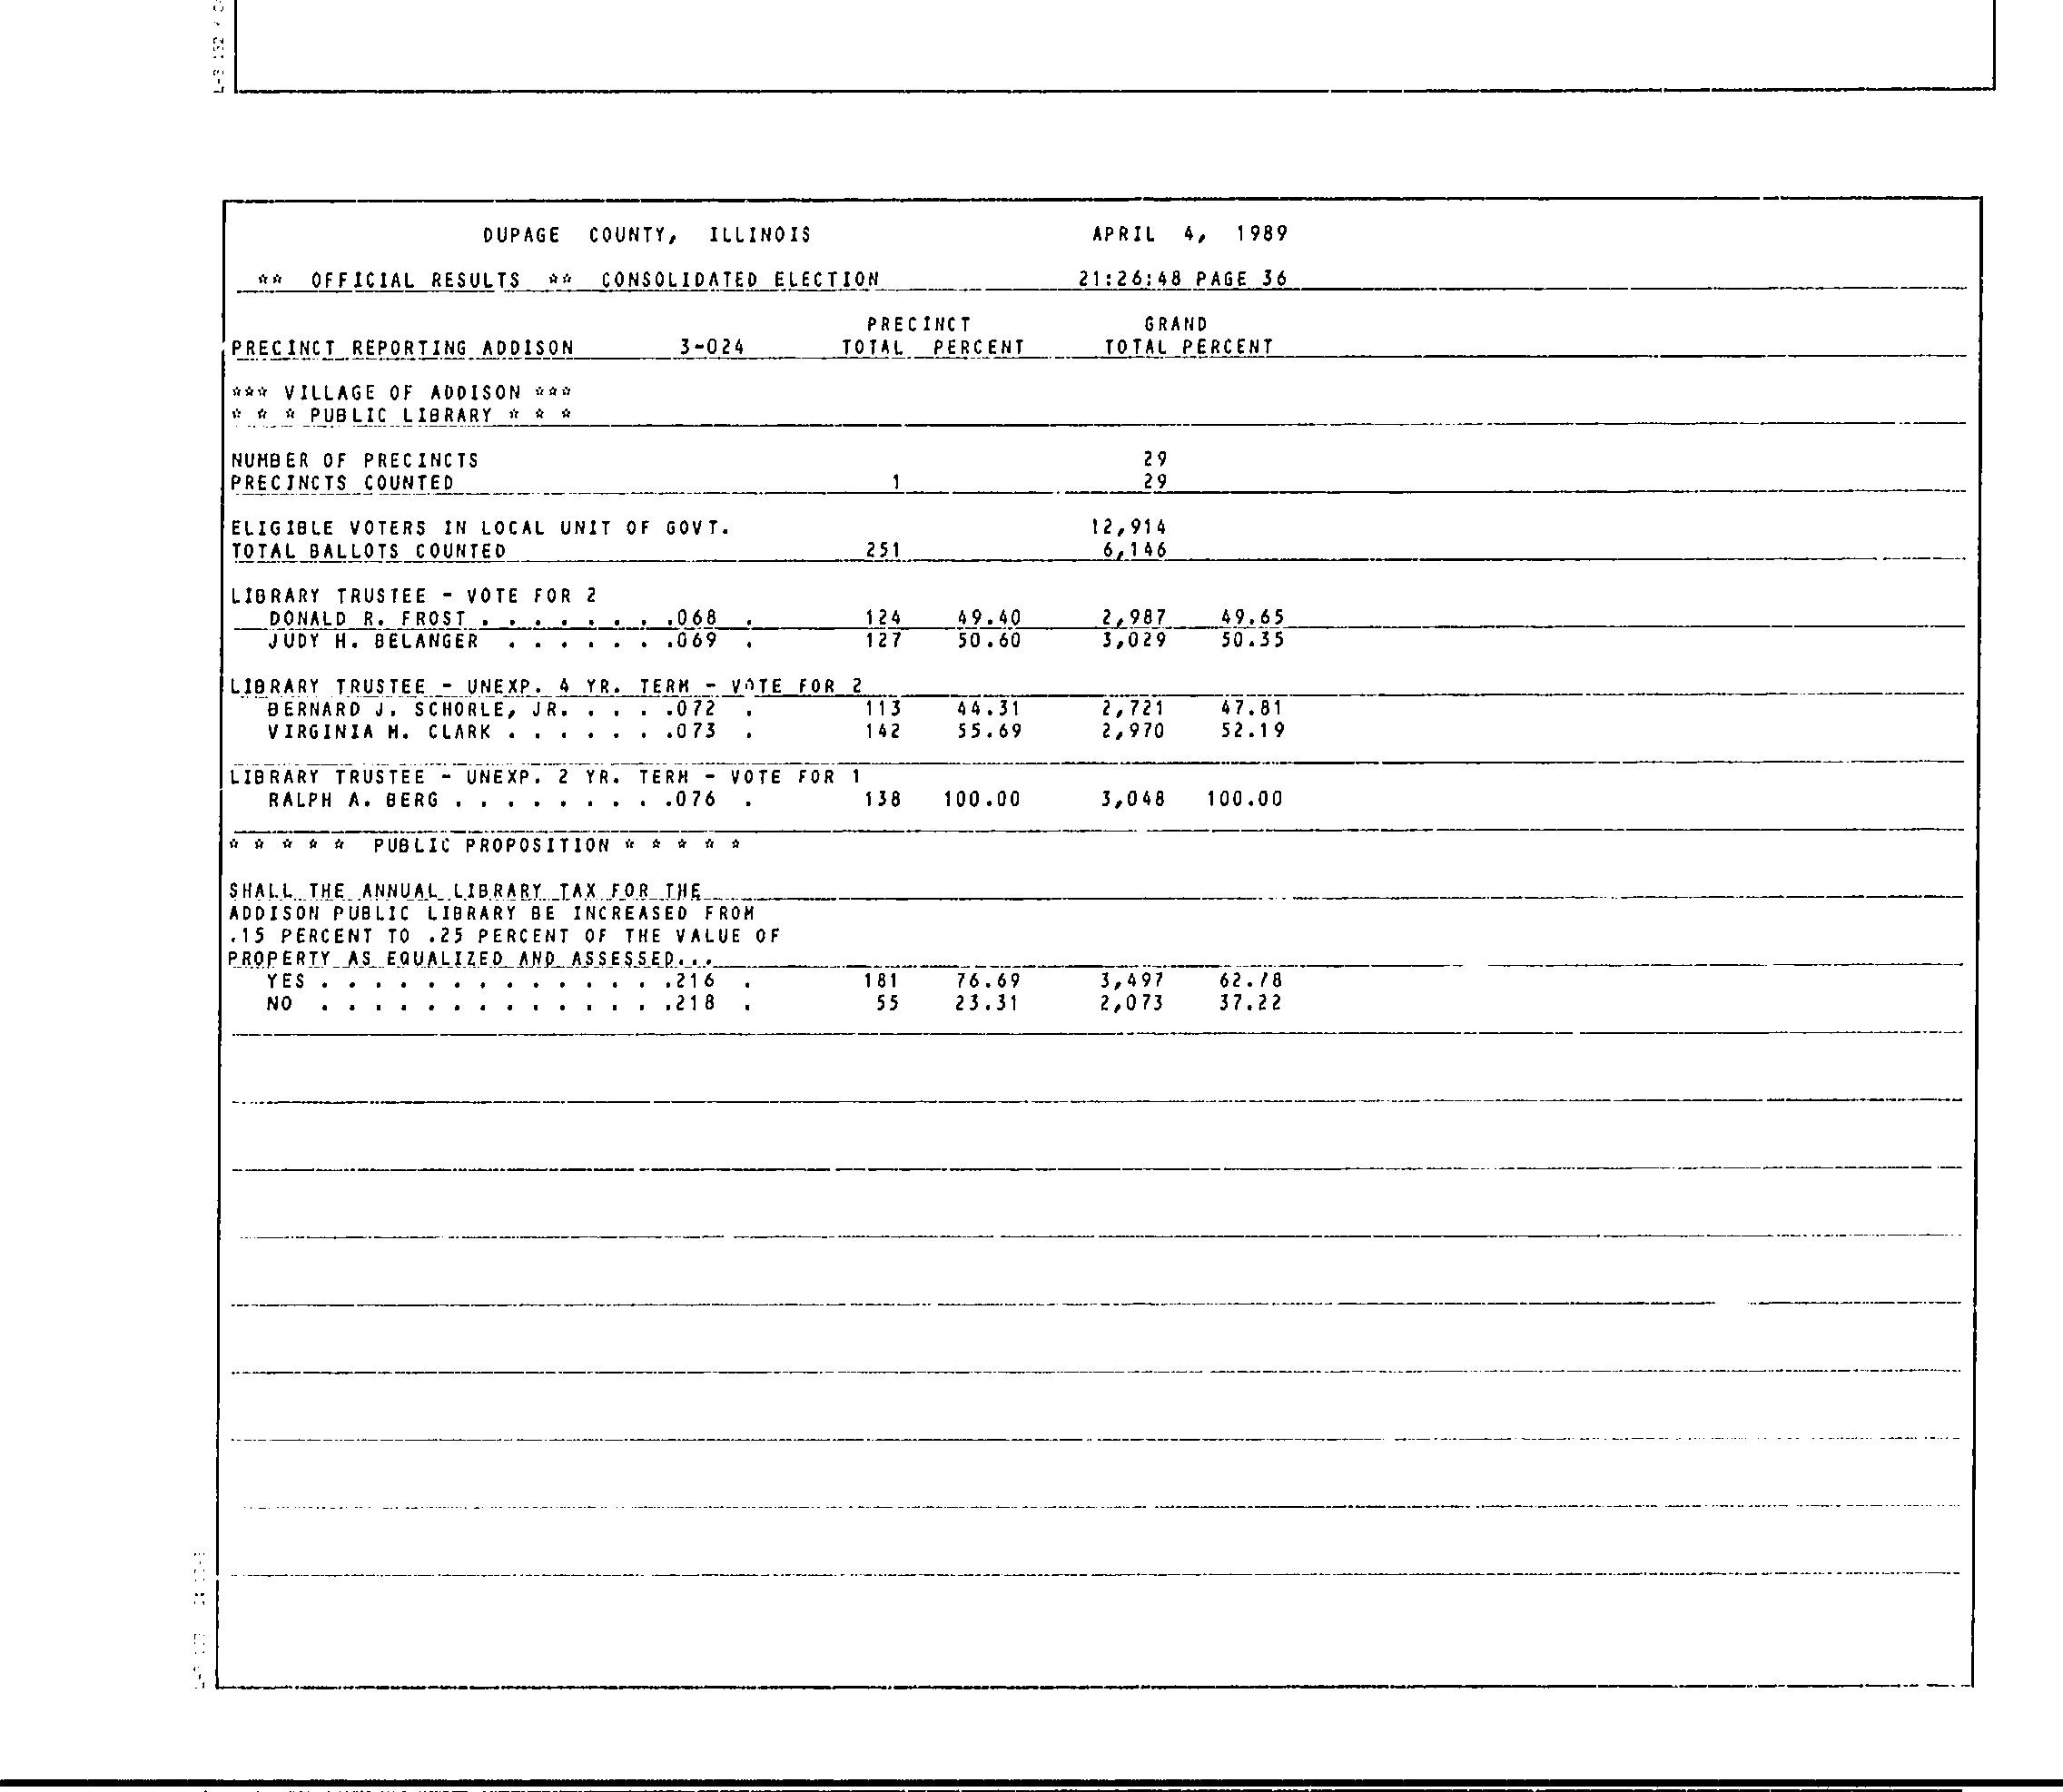 DUPAGE COUNTY, ILLINOIS APRIL 4, 1989
** OFFICIAL RESULTS ** CONSOLIDATED ELECTION 21:26:48 PAGE 36
PRECINCT GRAND
PRECINCT REPORTING ADDISON 3-024 TOTAL PERCENT TOTAL PERCENT
*** VILLAGE OF ADDISON ***
* * * PUBLIC LIBRARY * * *
NUMBER OF PRECINCTS 29
PRECINCTS COUNTED 1 29
ELIGIBLE VOTERS IN LOCAL UNIT OF GOVT. 12,914
TOTAL BALLOTS COUNTED 251 6,146
LIBRARY TRUSTEE - VOTE FOR 2
DONALD R. FROST . . . . . . . .068 . 124 49.40 2,987 49.65
JUDY H. BELANGER . . . . . . .069 . 127 50.60 3,029 50.35
LIBRARY TRUSTEE - UNEXP. 4 YR. TERM - VOTE FOR 2
BERNARD J. SCHORLE, JR. . . . .072 . 113 44.31 2,721 47.81
VIRGINIA M. CLARK . . . . . . .073 . 142 55.69 2,970 52.19
LIBRARY TRUSTEE - UNEXP. 2 YR. TERM - VOTE FOR 1
RALPH A. BERG . . . . . . . . .076 . 138 100.00 3,048 100.00
* * * * * PUBLIC PROPOSITION * * * * *
SHALL THE ANNUAL LIBRARY TAX FOR THE
ADDISON PUBLIC LIBRARY BE INCREASED FROM
.15 PERCENT TO .25 PERCENT OF THE VALUE OF
PROPERTY AS EQUALIZED AND ASSESSED...
YES . . . . . . . . . . . . . .216 . 181 76.69 3,497 62.78
NO . . . . . . . . . . . . . .218 . 55 23.31 2,073 37.22